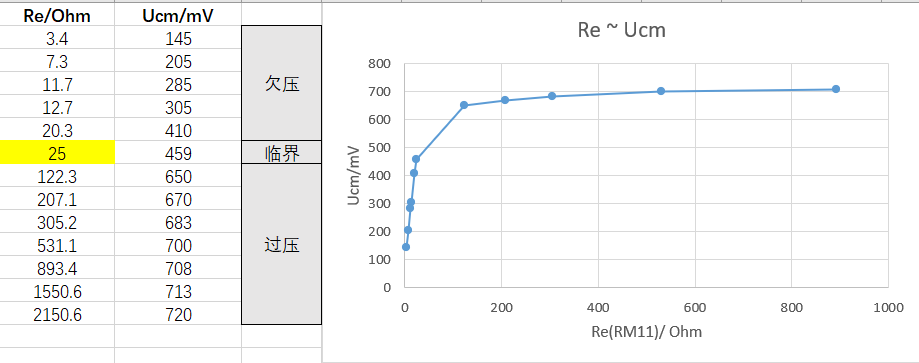 Re/Ohm Ucm/mV
3.4 145
7.3 205
11.7 285 欠压
12.7 305
20.3 410
25 459 临界
122.3 650
207.1 670
305.2 683
531.1 700 过压
893.4 708
1550.6 713
2150.6 720
Re ~ Ucm
800
700
600
500
400
300
200
100
0
Ucm/mV
0 200 400 600 800 1000
Re(RM11)/ Ohm